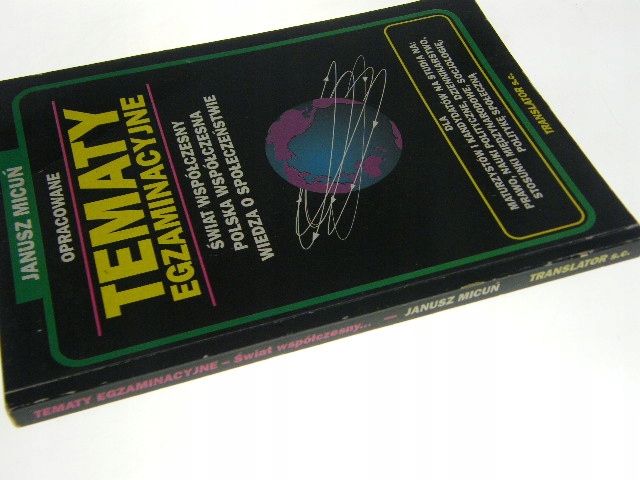 JANUSZ MICUŃ
OPRACOWANE
TEMATY
EGZAMINACYJNE
ŚWIAT WSPÓŁCZESNY
POLSKA WSPÓŁCZESNA
WIEDZA O SPOŁECZEŃSTWIE
DLA
MATURZYSTÓW I KANDYDATÓW NA STUDIA NA:
PRAWO, NAUKI POLITYCZNE, DZIENNIKARSTWO,
STOSUNKI MIĘDZYNARODOWE, SOCJOLOGIĘ,
POLITYKĘ SPOŁECZNĄ
TRANSLATOR s.c.
TEMATY EGZAMINACYJNE – Świat współczesny... — JANUSZ MICUŃ TRANSLATOR s.c.